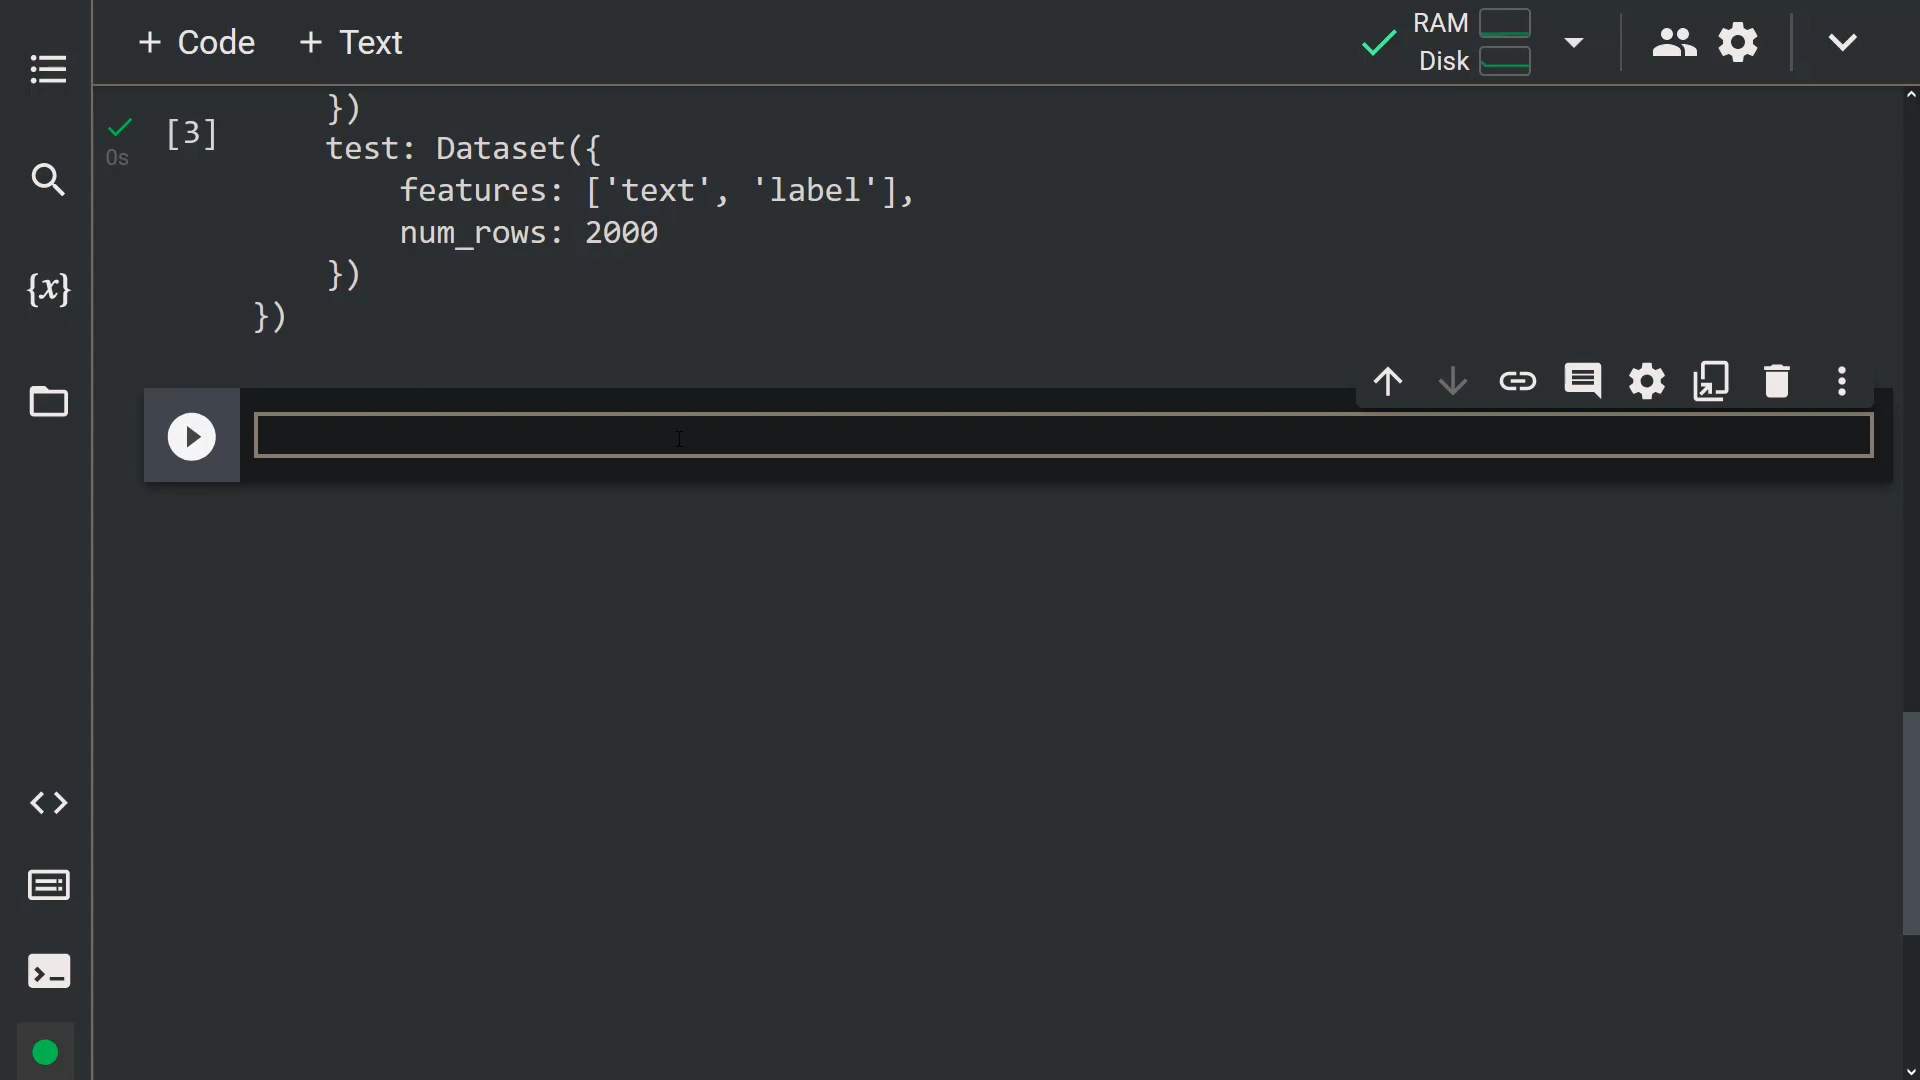 + Code + Text
RAM
Disk
})
[3]
0s
test: Dataset({
features: ['text', 'label'],
num_rows: 2000
})
})
{x}